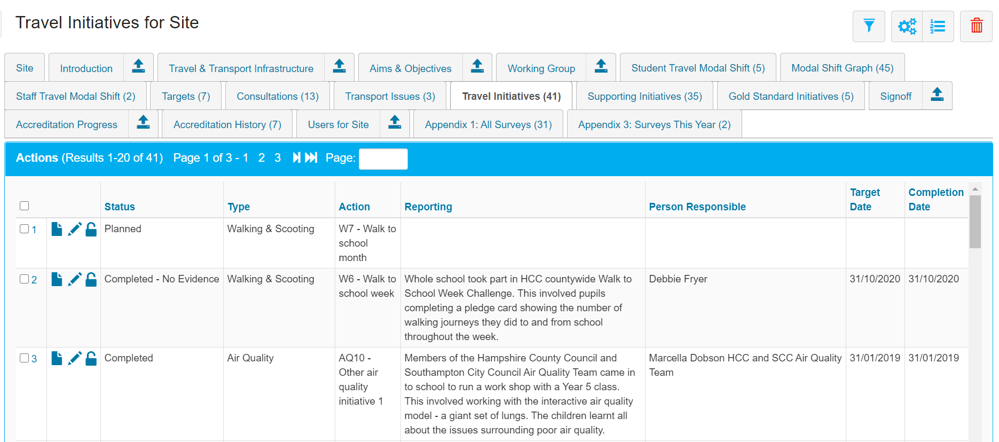 Travel Initiatives for Site
Site Introduction Travel & Transport Infrastructure Aims & Objectives Working Group Student Travel Modal Shift (5) Modal Shift Graph (45)
Staff Travel Modal Shift (2) Targets (7) Consultations (13) Transport Issues (3) Travel Initiatives (41) Supporting Initiatives (35) Gold Standard Initiatives (5) Signoff
Accreditation Progress Accreditation History (7) Users for Site Appendix 1: All Surveys (31) Appendix 3: Surveys This Year (2)
Actions (Results 1-20 of 41) Page 1 of 3 - 1 2 3 Page:
Status Type Action Reporting Person Responsible Target Date Completion Date
1 Planned Walking & Scooting W7 - Walk to
school
month
2 Completed - No Evidence Walking & Scooting W6 - Walk to
school week
Whole school took part in HCC countywide Walk to
School Week Challenge. This involved pupils
completing a pledge card showing the number of
walking journeys they did to and from school
throughout the week.
Debbie Fryer 31/10/2020 31/10/2020
3 Completed Air Quality AQ10 -
Other air
quality
initiative 1
Members of the Hampshire County Council and
Southampton City Council Air Quality Team came in
to school to run a work shop with a Year 5 class.
This involved working with the interactive air quality
model - a giant set of lungs. The children learnt all
about the issues surrounding poor air quality.
Marcella Dobson HCC and SCC Air Quality
Team
31/01/2019 31/01/2019